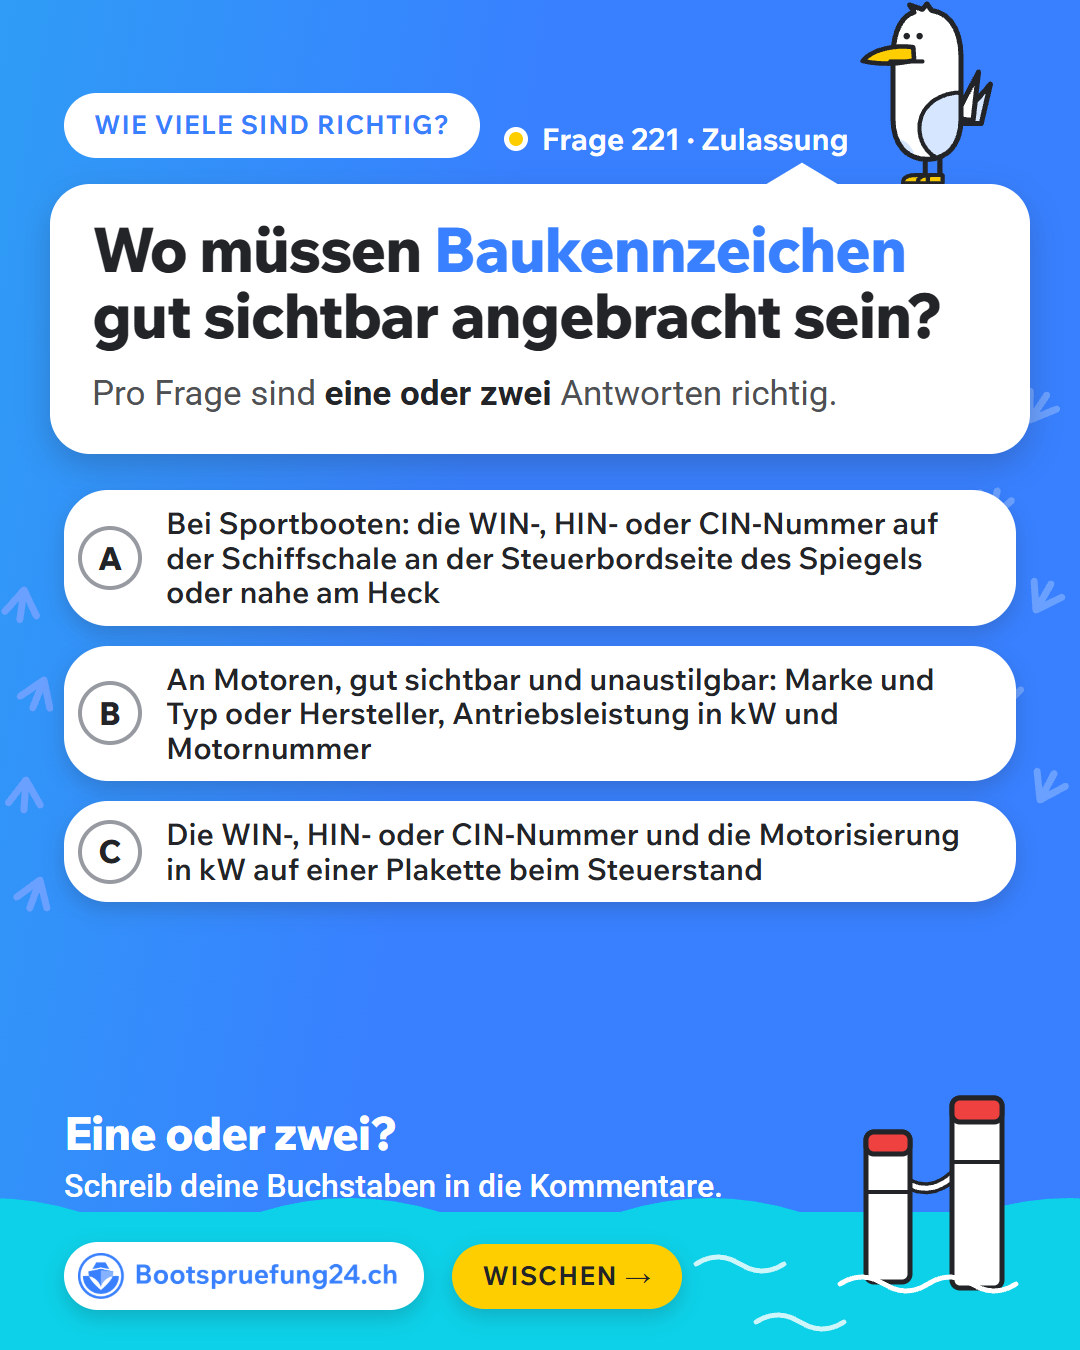 WIE VIELE SIND RICHTIG?
Frage 221 · Zulassung
Wo müssen Baukennzeichen
gut sichtbar angebracht sein?
Pro Frage sind eine oder zwei Antworten richtig.
A
Bei Sportbooten: die WIN-, HIN- oder CIN-Nummer auf
der Schiffschale an der Steuerbordseite des Spiegels
oder nahe am Heck
B
An Motoren, gut sichtbar und unaustilgbar: Marke und
Typ oder Hersteller, Antriebsleistung in kW und
Motornummer
C
Die WIN-, HIN- oder CIN-Nummer und die Motorisierung
in kW auf einer Plakette beim Steuerstand
Eine oder zwei?
Schreib deine Buchstaben in die Kommentare.
Bootspruefung24.ch
WISCHEN →